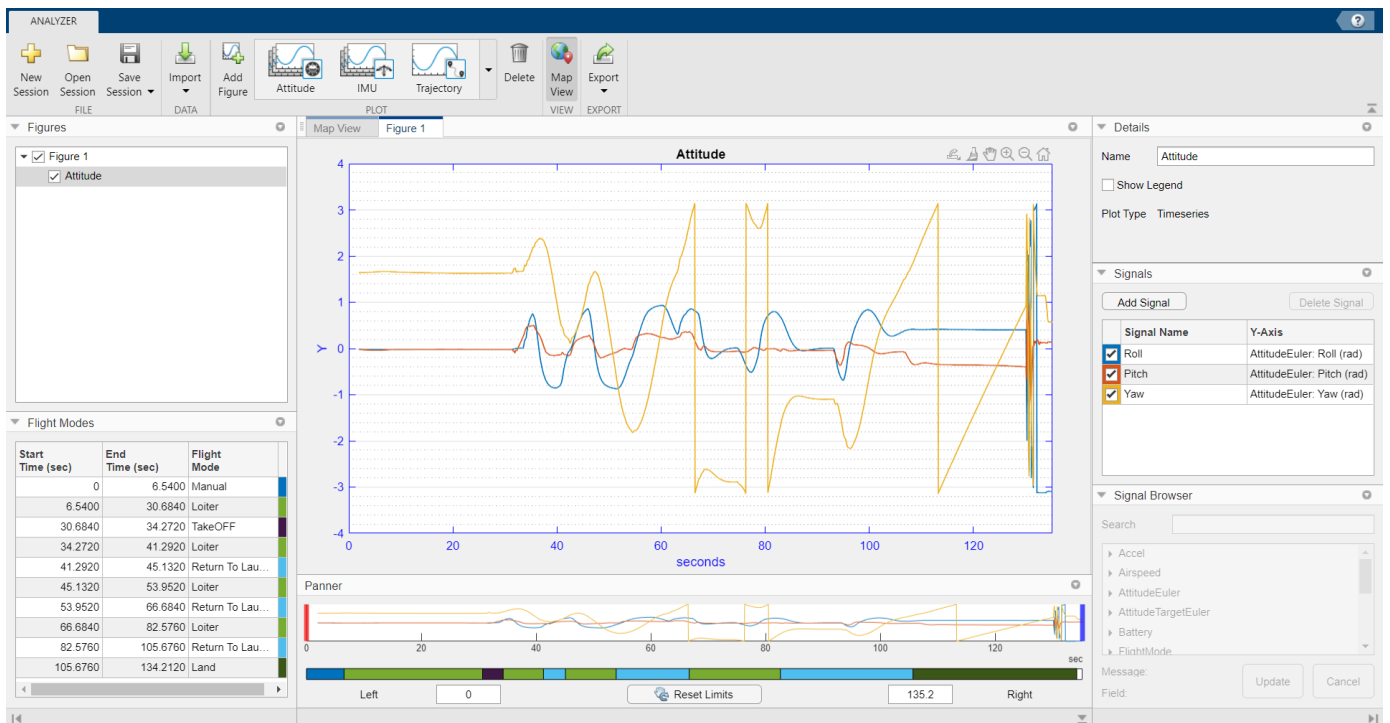 ANALYZER
?
New Session
Open Session
Save Session
Import
Add Figure
Attitude
IMU
Trajectory
Delete
Map View
Export
FILE
DATA
PLOT
VIEW
EXPORT
Figures
Figure 1
Attitude
Flight Modes
Start Time (sec) End Time (sec) Flight Mode
0 6.5400 Manual
6.5400 30.6840 Loiter
30.6840 34.2720 TakeOFF
34.2720 41.2920 Loiter
41.2920 45.1320 Return To Lau...
45.1320 53.9520 Loiter
53.9520 66.6840 Return To Lau...
66.6840 82.5760 Loiter
82.5760 105.6760 Return To Lau...
105.6760 134.2120 Land
Map View
Figure 1
Attitude
4
3
2
1
0
-1
-2
-3
-4
Y
0 20 40 60 80 100 120
seconds
Panner
0 20 40 60 80 100 120
sec
Left 0 Reset Limits 135.2 Right
Details
Name Attitude
Show Legend
Plot Type Timeseries
Signals
Add Signal Delete Signal
Signal Name Y-Axis
Roll AttitudeEuler: Roll (rad)
Pitch AttitudeEuler: Pitch (rad)
Yaw AttitudeEuler: Yaw (rad)
Signal Browser
Search
Accel
Airspeed
AttitudeEuler
AttitudeTargetEuler
Battery
FlightMode
Message:
Field:
Update Cancel